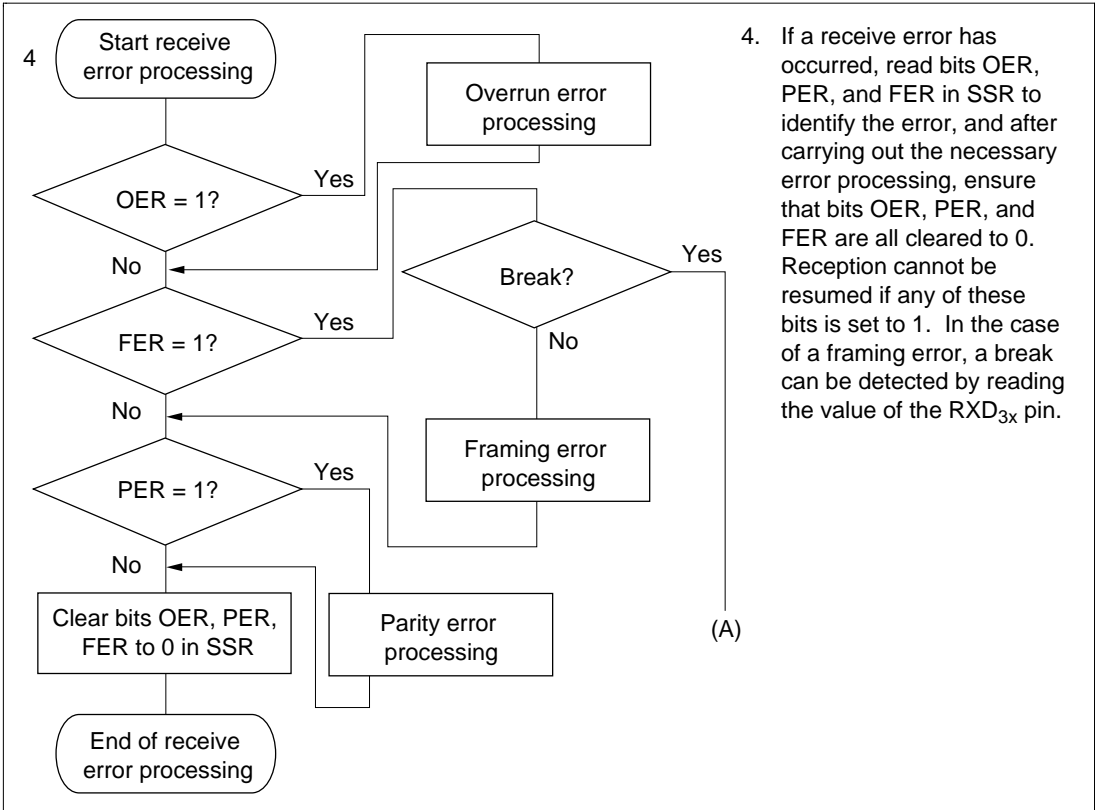 4
Start receive
error processing
OER = 1?
Yes
No
Overrun error
processing
FER = 1?
Yes
No
Break?
Yes
No
Framing error
processing
PER = 1?
Yes
No
Parity error
processing
Clear bits OER, PER,
FER to 0 in SSR
End of receive
error processing
(A)
4. If a receive error has
occurred, read bits OER,
PER, and FER in SSR to
identify the error, and after
carrying out the necessary
error processing, ensure
that bits OER, PER, and
FER are all cleared to 0.
Reception cannot be
resumed if any of these
bits is set to 1. In the case
of a framing error, a break
can be detected by reading
the value of the RXD3x pin.